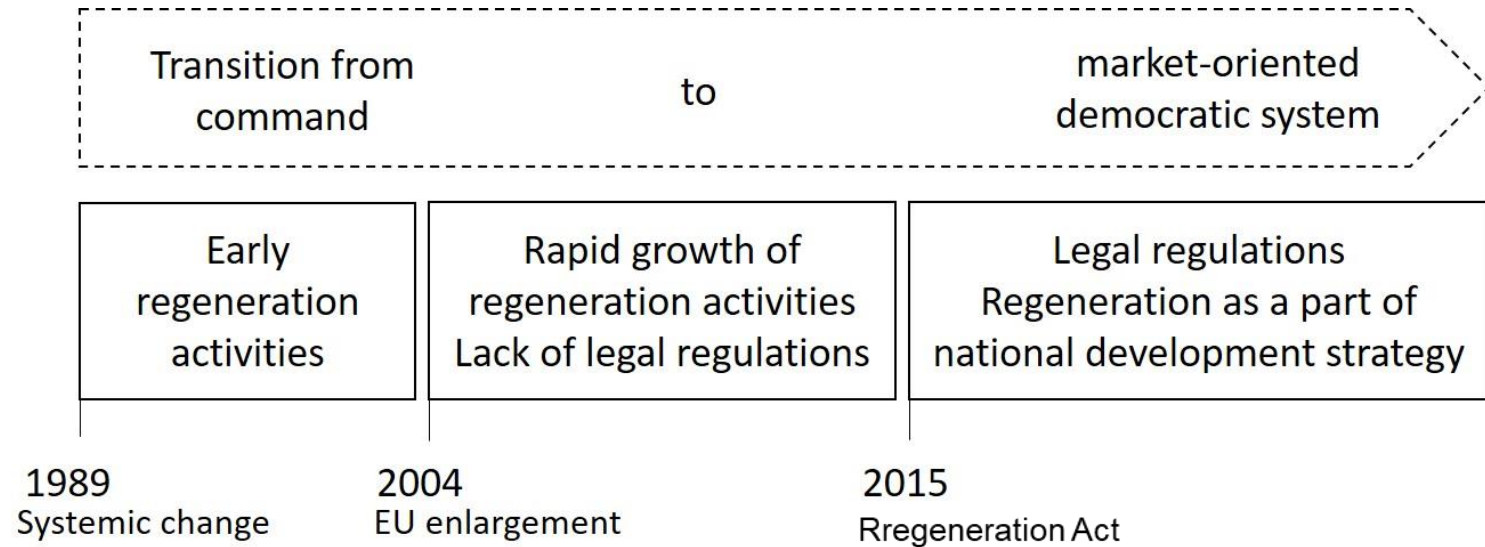 Transition from
command
to
market-oriented
democratic system
Early
regeneration
activities
Rapid growth of
regeneration activities
Lack of legal regulations
Legal regulations
Regeneration as a part of
national development strategy
1989
Systemic change
2004
EU enlargement
2015
Rregeneration Act